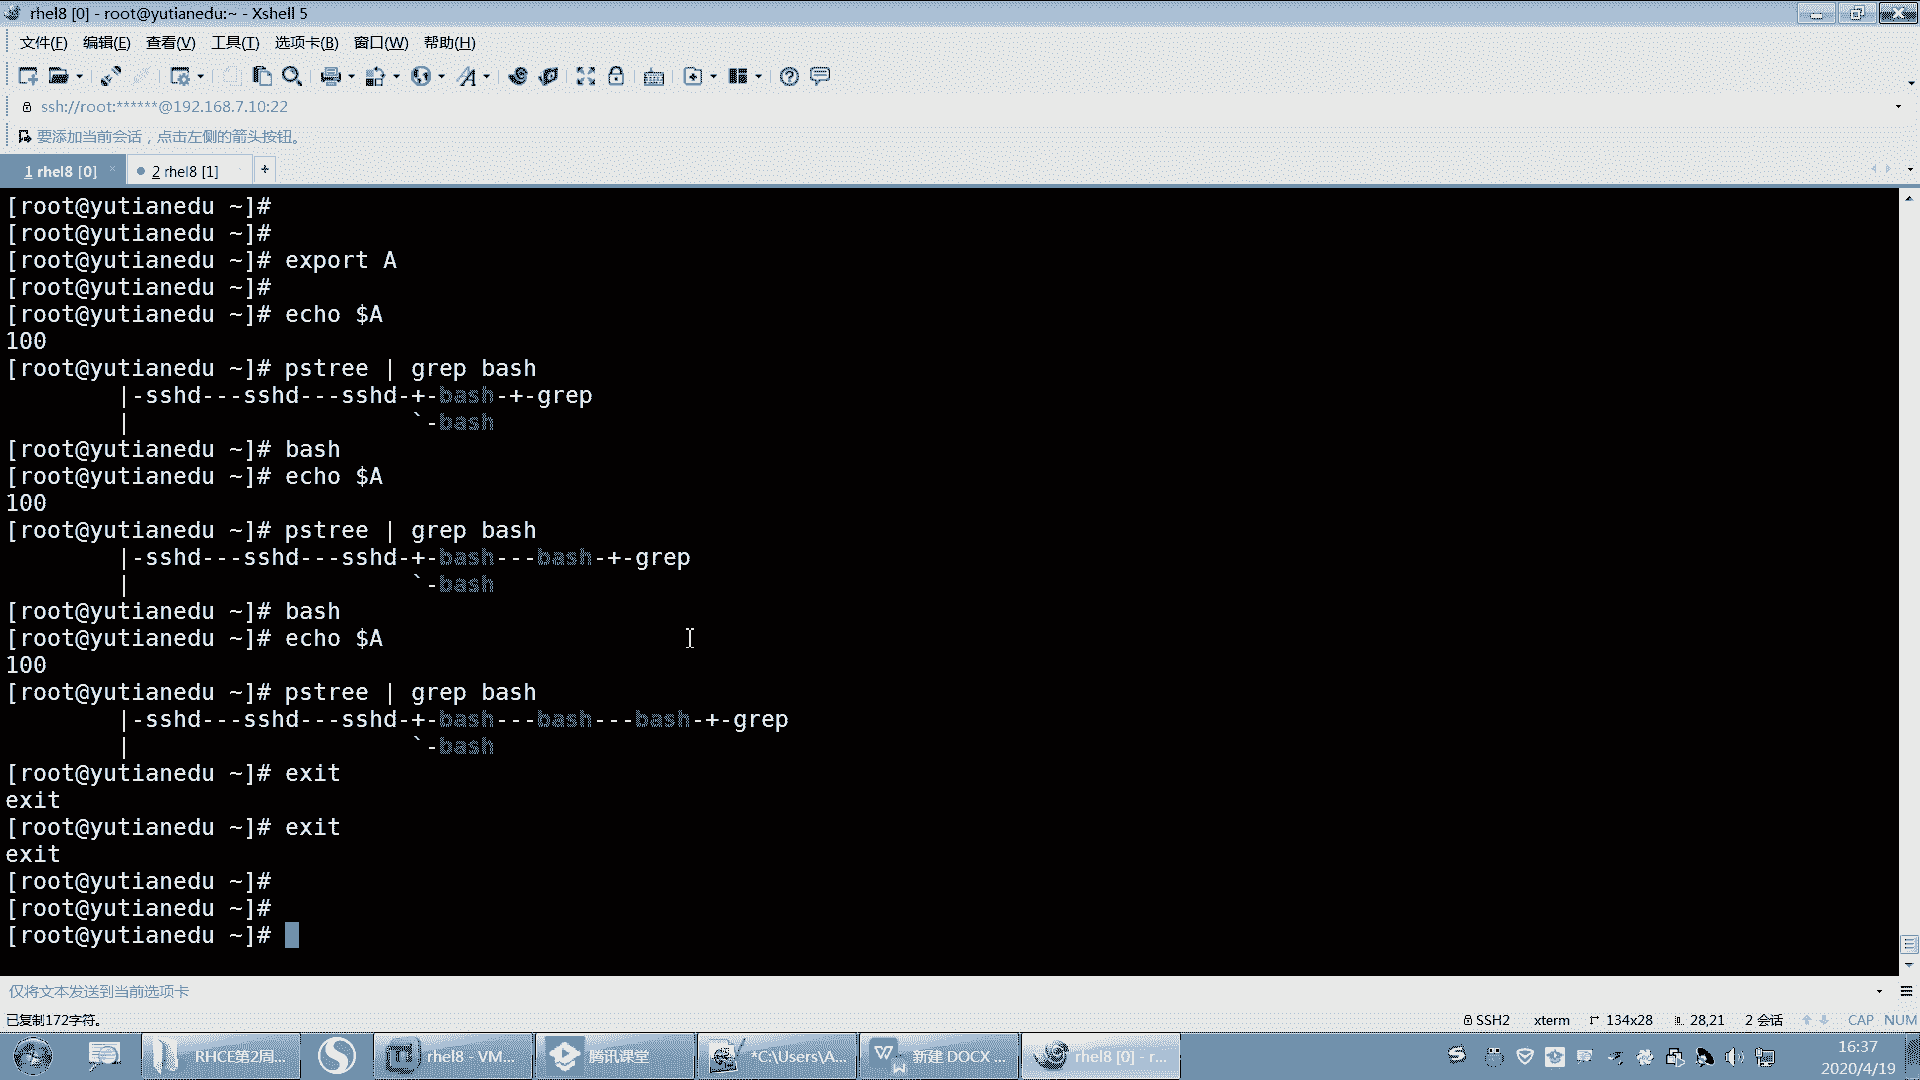 rhel8 [0] - root@yutianedu:~ - Xshell 5
文件(F) 编辑(E) 查看(V) 工具(T) 选项卡(B) 窗口(W) 帮助(H)
ssh://root:******@192.168.7.10:22
要添加当前会话，点击左侧的箭头按钮。
1 rhel8 [0] × 2 rhel8 [1] +
[root@yutianedu ~]#
[root@yutianedu ~]#
[root@yutianedu ~]# export A
[root@yutianedu ~]#
[root@yutianedu ~]# echo $A
100
[root@yutianedu ~]# pstree | grep bash
        |-sshd---sshd---sshd-+-bash-+-grep
        |                    `-bash
[root@yutianedu ~]# bash
[root@yutianedu ~]# echo $A
100
[root@yutianedu ~]# pstree | grep bash
        |-sshd---sshd---sshd-+-bash---bash-+-grep
        |                    `-bash
[root@yutianedu ~]# bash
[root@yutianedu ~]# echo $A
100
[root@yutianedu ~]# pstree | grep bash
        |-sshd---sshd---sshd-+-bash---bash---bash-+-grep
        |                    `-bash
[root@yutianedu ~]# exit
exit
[root@yutianedu ~]# exit
exit
[root@yutianedu ~]#
[root@yutianedu ~]#
[root@yutianedu ~]#
仅将文本发送到当前选项卡
已复制172字符。 SSH2 xterm 134x28 28,21 2 会话 CAP NUM
RHCE第2周... rhel8 - VM... 腾讯课堂 *C:\Users\A... 新建 DOCX ... rhel8 [0] - r... 16:37
2020/4/19